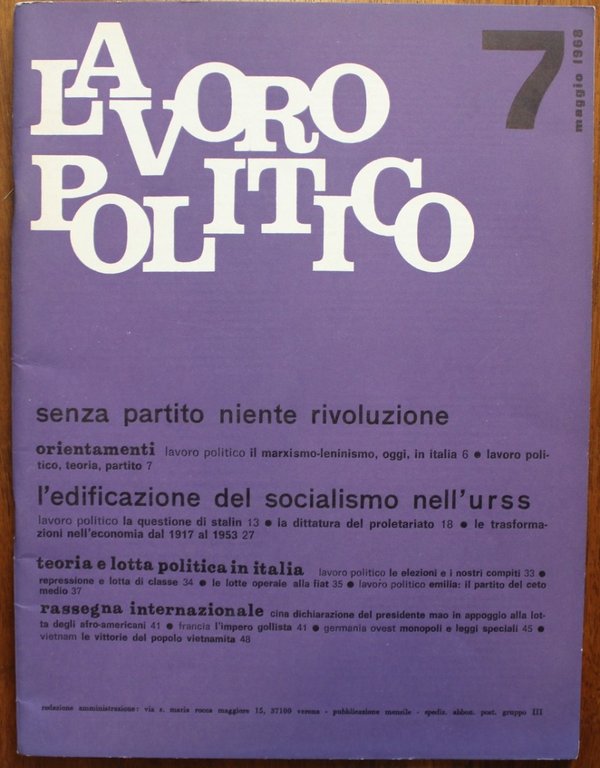 LAVORO
POLITICO
7
maggio 1968
senza partito niente rivoluzione
orientamenti lavoro politico il marxismo-leninismo, oggi, in italia 6 ● lavoro poli-
tico, teoria, partito 7
l'edificazione del socialismo nell'urss
lavoro politico la questione di stalin 13 ● la dittatura del proletariato 18 ● le trasforma-
zioni nell'economia dal 1917 al 1953 27
teoria e lotta politica in italia lavoro politico le elezioni e i nostri compiti 33 ●
repressione e lotta di classe 34 ● le lotte operaie alla fiat 35 ● lavoro politico emilia: il partito del ceto
medio 37
rassegna internazionale cina dichiarazione del presidente mao in appoggio alla lot-
ta degli afro-americani 41 ● francia l'impero gollista 41 ● germania ovest monopoli e leggi speciali 45 ●
vietnam le vittorie del popolo vietnamita 48
redazione amministrazione: via s. maria rocca maggiore 15, 37100 verona - pubblicazione mensile - spediz. abbon. post. gruppo III